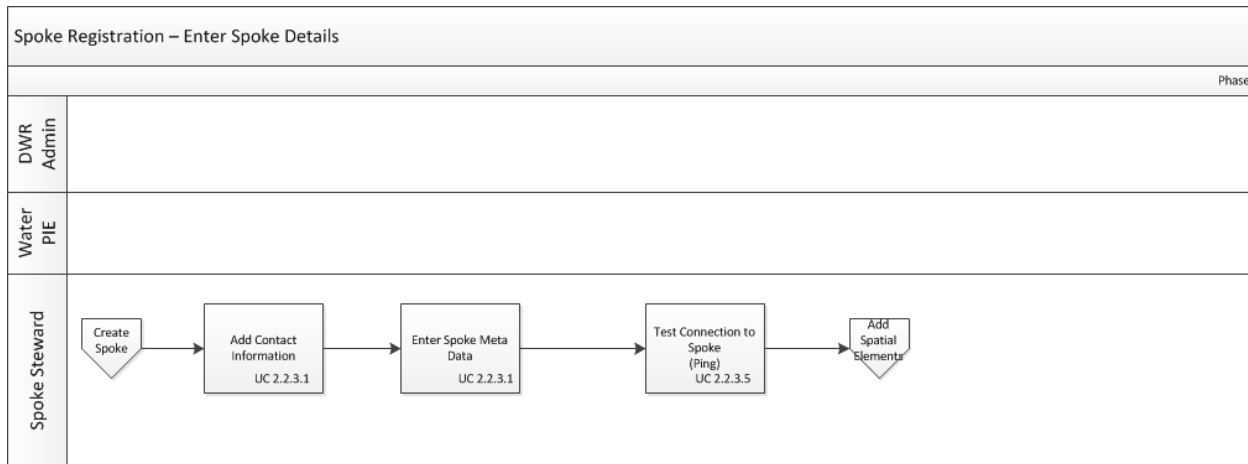 Spoke Registration – Enter Spoke Details
Phase
DWR
Admin
Water
PIE
Spoke Steward
Create
Spoke
Add Contact
Information
UC 2.2.3.1
Enter Spoke Meta
Data
UC 2.2.3.1
Test Connection to
Spoke
(Ping)
UC 2.2.3.5
Add
Spatial
Elements